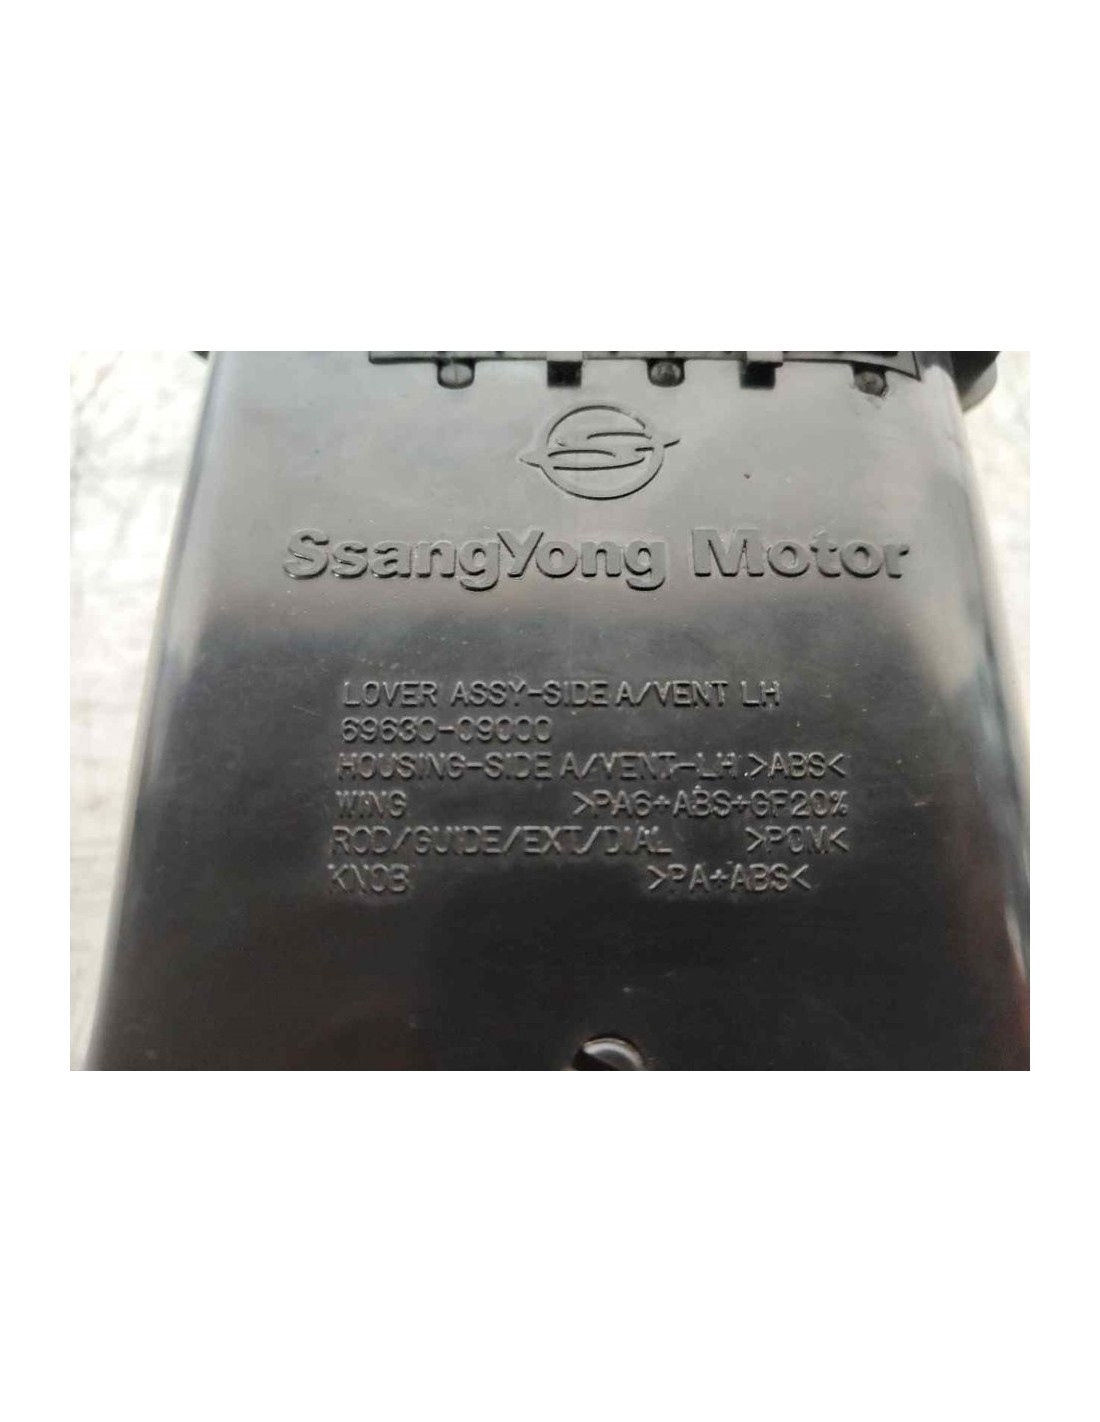 SsangYong Motor
LOVER ASSY-SIDE A/VENT LH
69630-09000
HOUSING-SIDE A/VENT-LH >ABS<
WING >PA6+ABS+GF20%
ROD/GUIDE/EXT/DIAL >POM<
KNOB >PA+ABS<